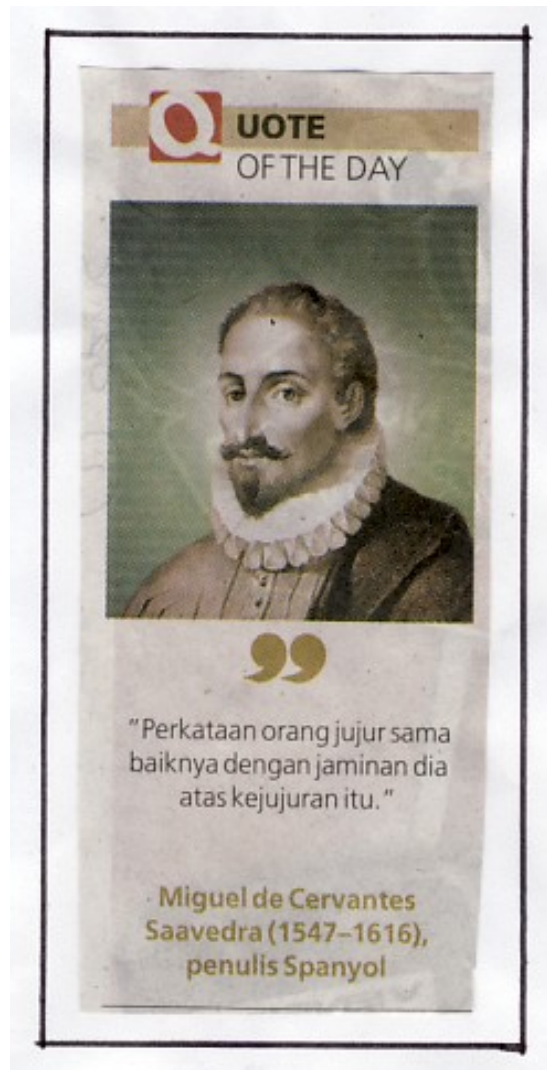 QUOTE
OF THE DAY
”
"Perkataan orang jujur sama
baiknya dengan jaminan dia
atas kejujuran itu."
Miguel de Cervantes
Saavedra (1547–1616),
penulis Spanyol